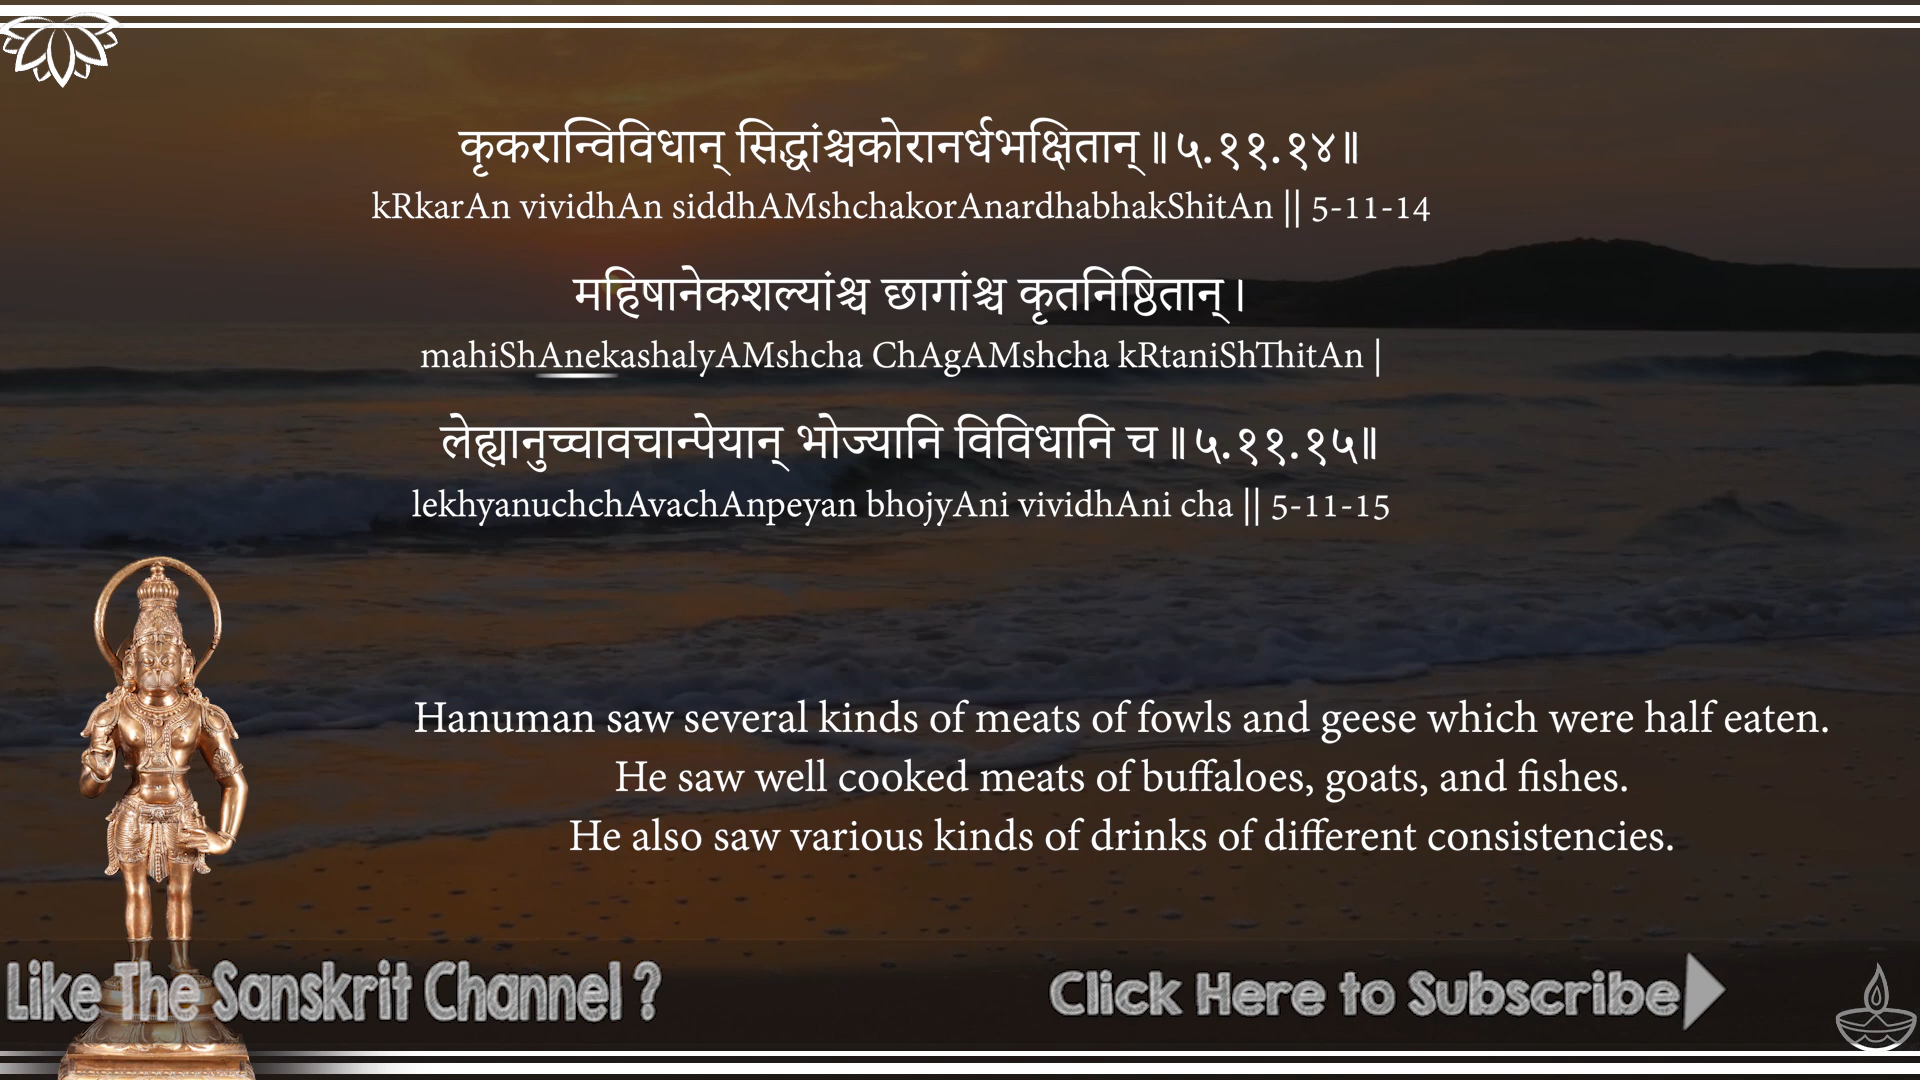 कृकरान्विविधान् सिद्धांश्चकोरानर्धभक्षितान्॥५.११.१४॥
kRkarAn vividhAn siddhAMshchakorAnardhabhakShitAn || 5-11-14
महिषानेकशल्यांश्च छागांश्च कृतनिष्ठितान्।
mahiShAnekashalyAMshcha ChAgAMshcha kRtaniShThitAn |
लेह्यानुच्चावचान्पेयान् भोज्यानि विविधानि च॥५.११.१५॥
lekhyanuchchAvachAnpeyan bhojyAni vividhAni cha || 5-11-15
Hanuman saw several kinds of meats of fowls and geese which were half eaten.
He saw well cooked meats of buffaloes, goats, and fishes.
He also saw various kinds of drinks of different consistencies.
Like The Sanskrit Channel ?
Click Here to Subscribe